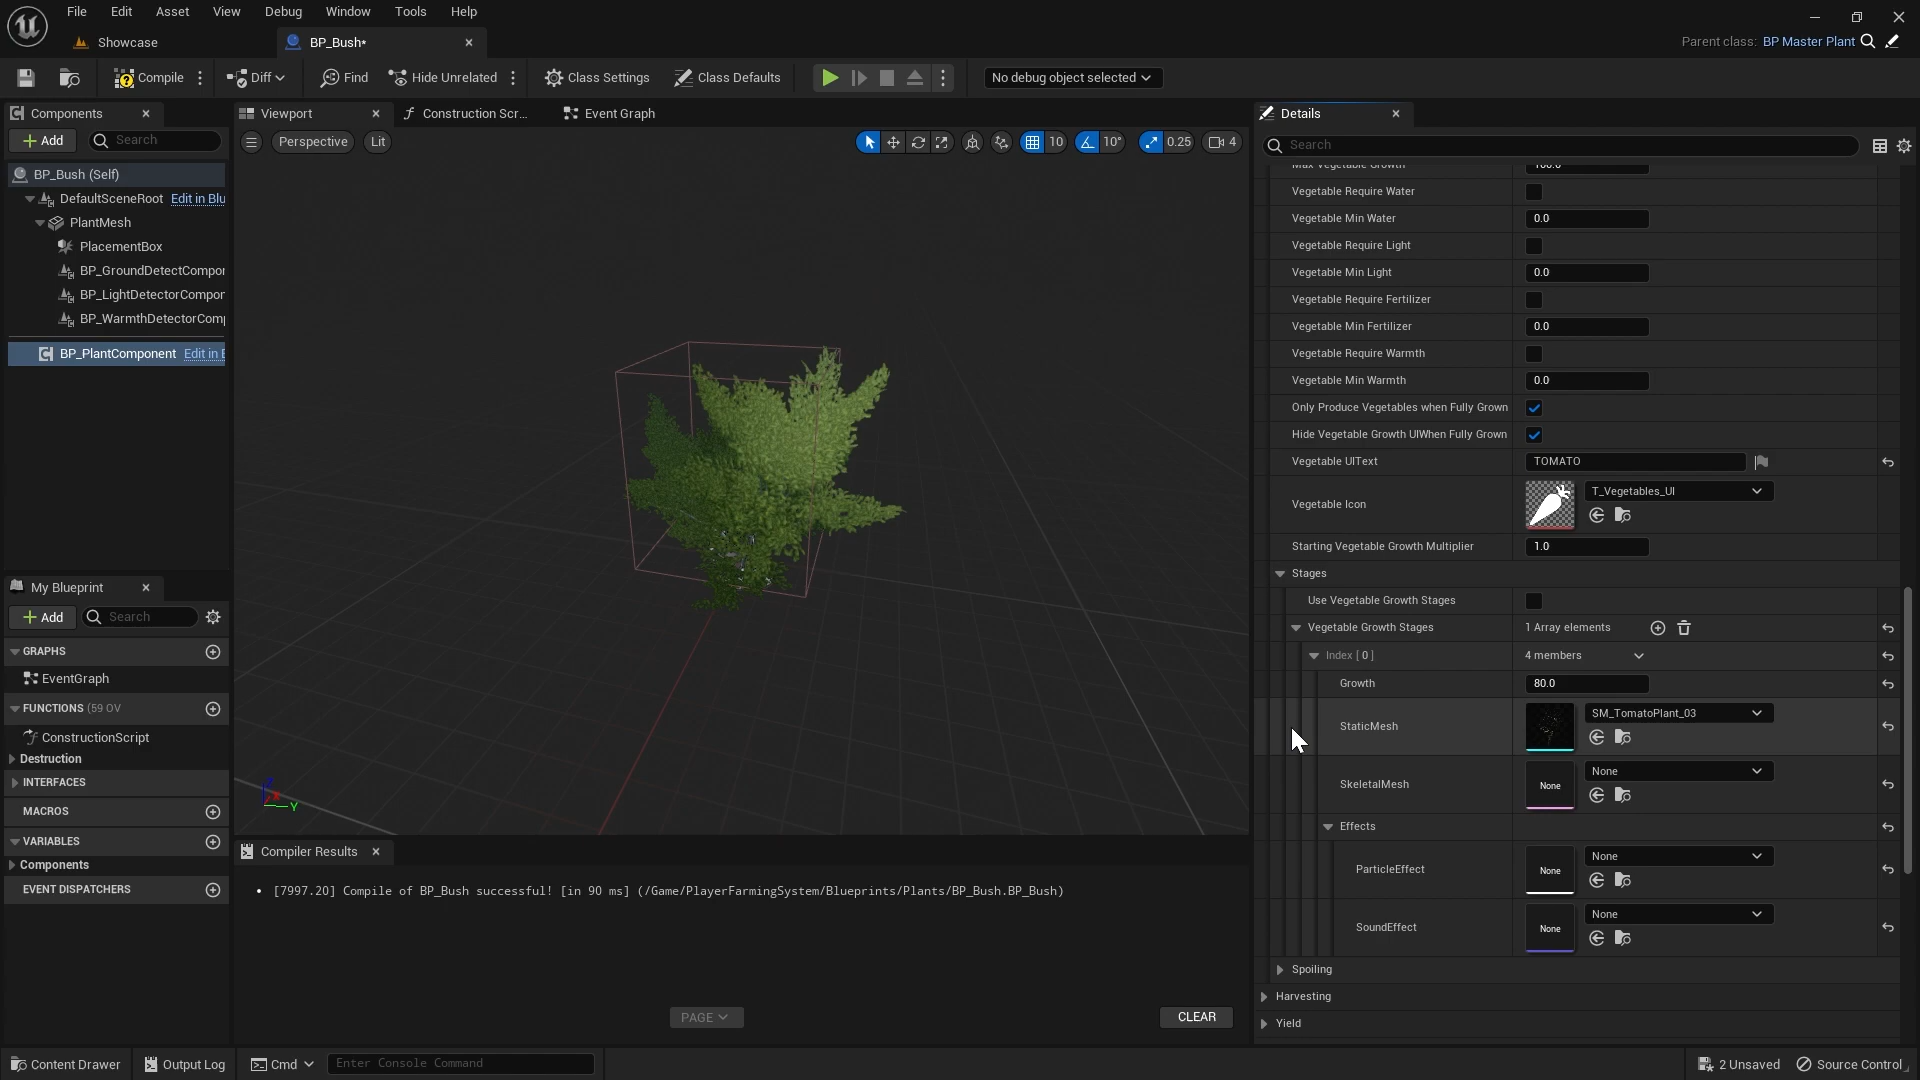 File Edit Asset View Debug Window Tools Help
Showcase
BP_Bush*
Parent class: BP Master Plant
Compile
Diff
Find
Hide Unrelated
Class Settings
Class Defaults
No debug object selected
Components
Viewport
Construction Scr...
Event Graph
Details
Add
Search
Perspective
Lit
10
10°
0.25
4
Search
BP_Bush (Self)
DefaultSceneRoot Edit in Blu
PlantMesh
PlacementBox
BP_GroundDetectCompor
BP_LightDetectorCompor
BP_WarmthDetectorComp
BP_PlantComponent Edit in B
My Blueprint
Add
Search
GRAPHS
EventGraph
FUNCTIONS (59 OV
ConstructionScript
Destruction
INTERFACES
MACROS
VARIABLES
Components
EVENT DISPATCHERS
Y
Compiler Results
[7997.20] Compile of BP_Bush successful! [in 90 ms] (/Game/PlayerFarmingSystem/Blueprints/Plants/BP_Bush.BP_Bush)
PAGE
CLEAR
Max Vegetable Growth 100.0
Vegetable Require Water
Vegetable Min Water 0.0
Vegetable Require Light
Vegetable Min Light 0.0
Vegetable Require Fertilizer
Vegetable Min Fertilizer 0.0
Vegetable Require Warmth
Vegetable Min Warmth 0.0
Only Produce Vegetables when Fully Grown
Hide Vegetable Growth UIWhen Fully Grown
Vegetable UIText TOMATO
Vegetable Icon T_Vegetables_UI
Starting Vegetable Growth Multiplier 1.0
Stages
Use Vegetable Growth Stages
Vegetable Growth Stages 1 Array elements
Index [ 0 ] 4 members
Growth 80.0
StaticMesh SM_TomatoPlant_03
SkeletalMesh None None
Effects
ParticleEffect None None
SoundEffect None None
Spoiling
Harvesting
Yield
Content Drawer
Output Log
Cmd
Enter Console Command
2 Unsaved
Source Control